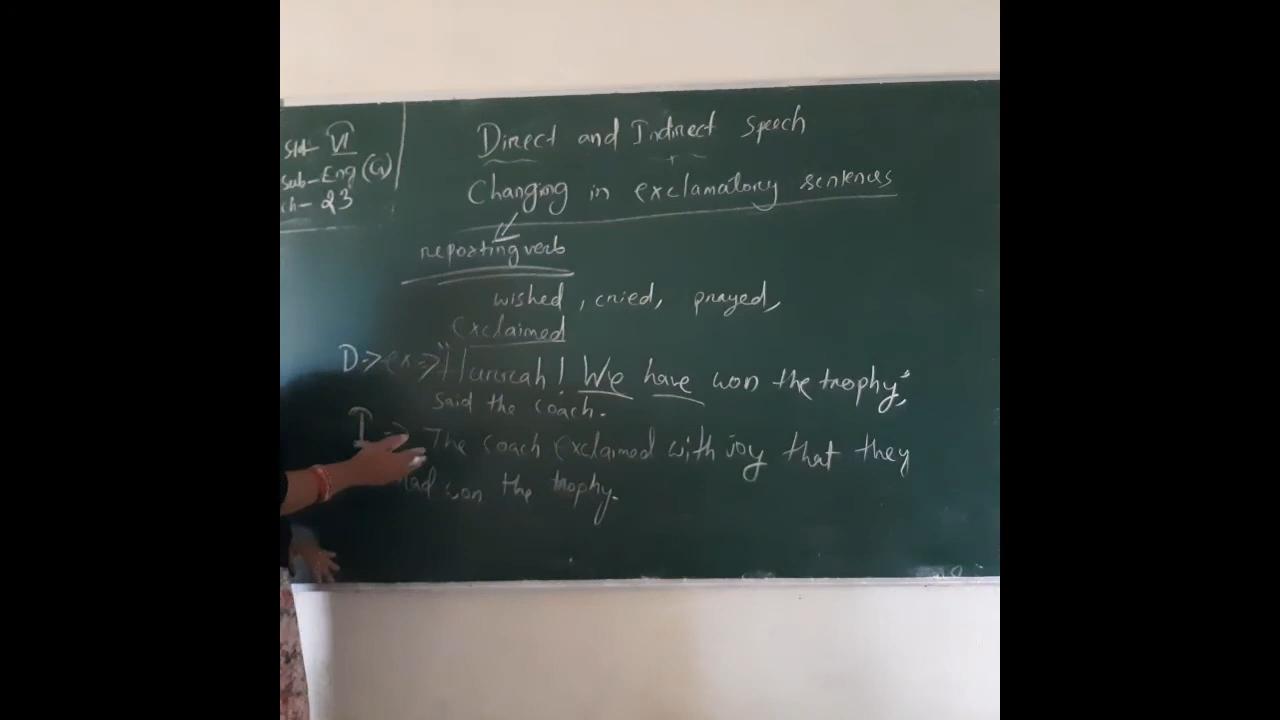 Std- VI
Sub- Eng (G)
ch- 23
Direct and Indirect Speech
Changing in exclamatory sentences
reporting verb
wished, cried, prayed,
exclaimed
D-> ex-> "Hurrah! We have won the trophy",
said the coach.
I -> The coach exclaimed with joy that they
had won the trophy.